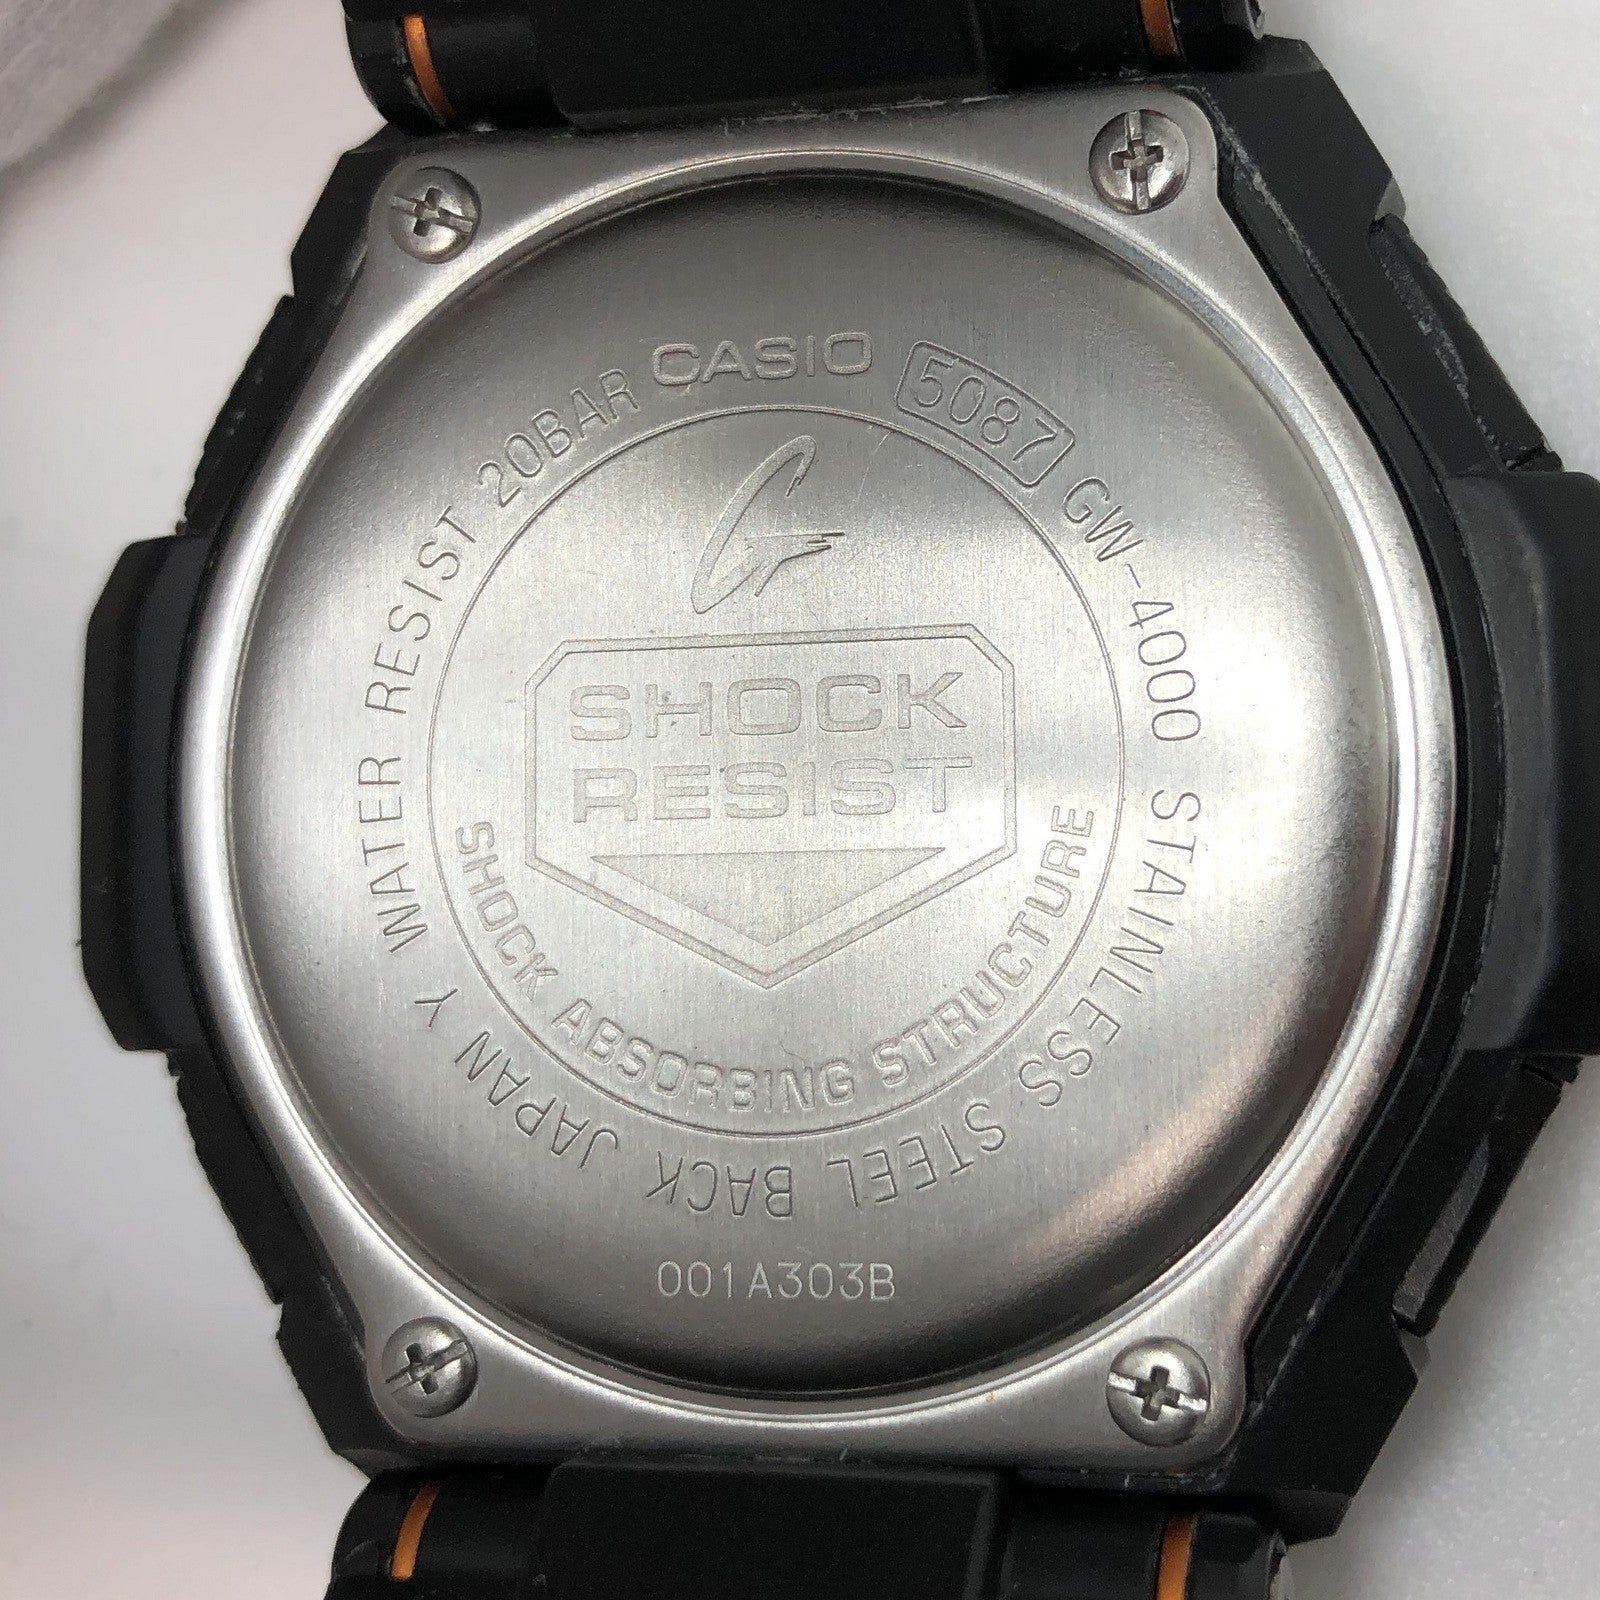 CASIO 5087 GW-4000 STAINLESS STEEL BACK JAPAN Y WATER RESIST 20BAR
G
SHOCK
RESIST
SHOCK ABSORBING STRUCTURE
001A303B